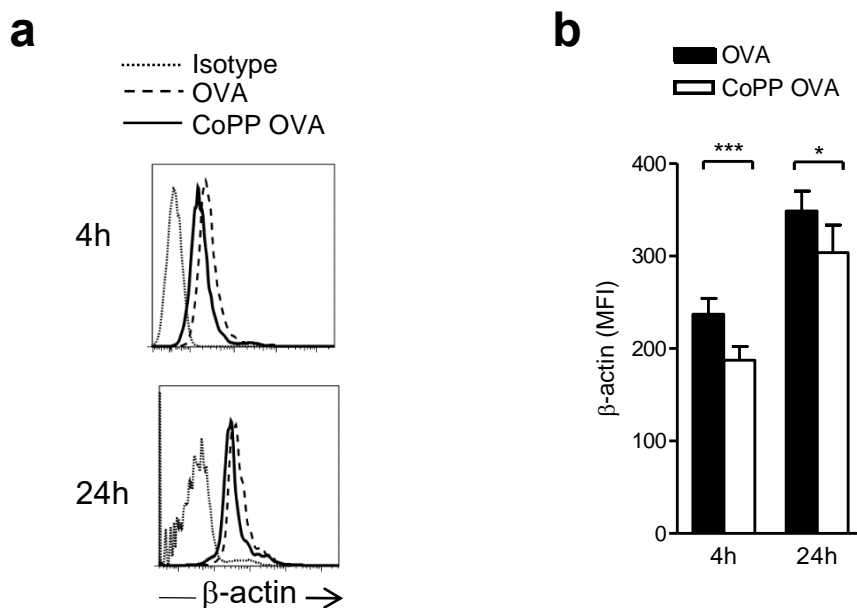 a
Isotype
OVA
CoPP OVA
4h
24h
β-actin
b
OVA
CoPP OVA
*** *
400
300
200
100
0
β-actin (MFI)
4h 24h